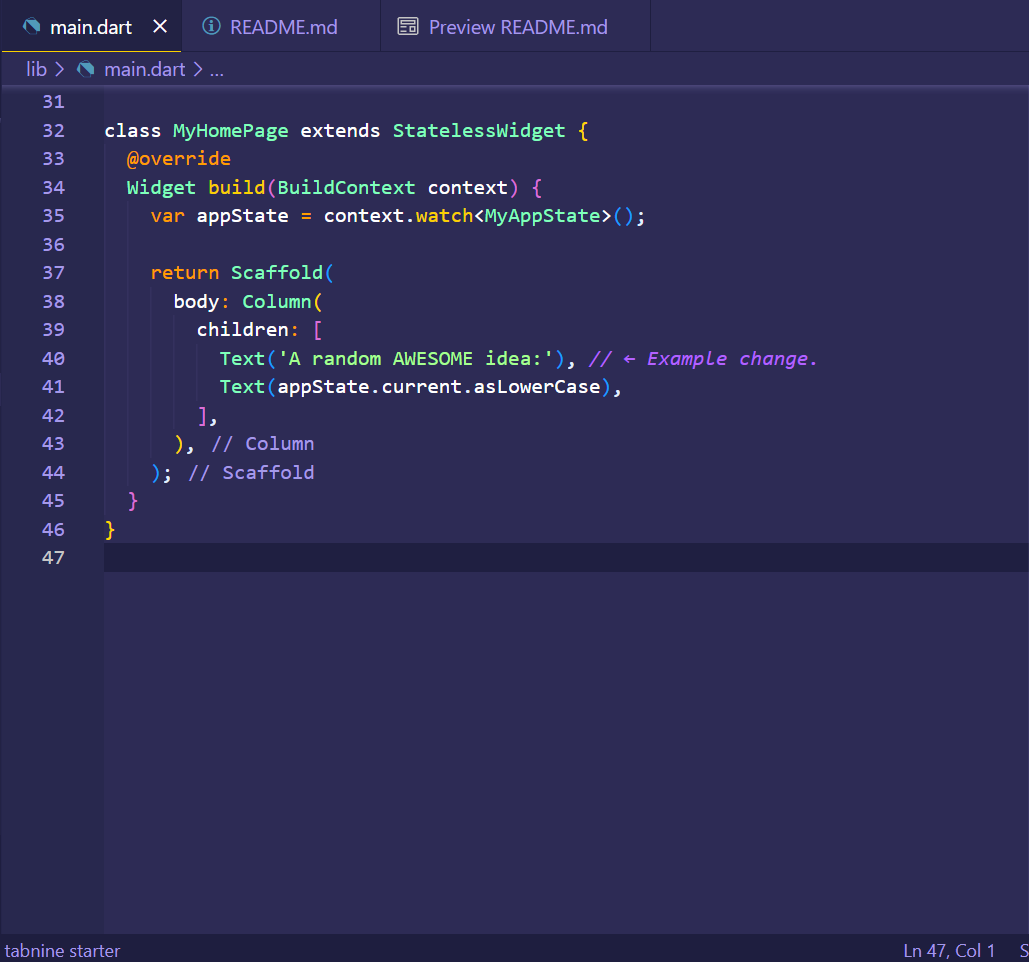 main.dart
README.md
Preview README.md
lib > main.dart > ...
31
32 class MyHomePage extends StatelessWidget {
33   @override
34   Widget build(BuildContext context) {
35     var appState = context.watch<MyAppState>();
36
37     return Scaffold(
38       body: Column(
39         children: [
40           Text('A random AWESOME idea:'), // ← Example change.
41           Text(appState.current.asLowerCase),
42         ],
43       ), // Column
44     ); // Scaffold
45   }
46 }
47
tabnine starter
Ln 47, Col 1